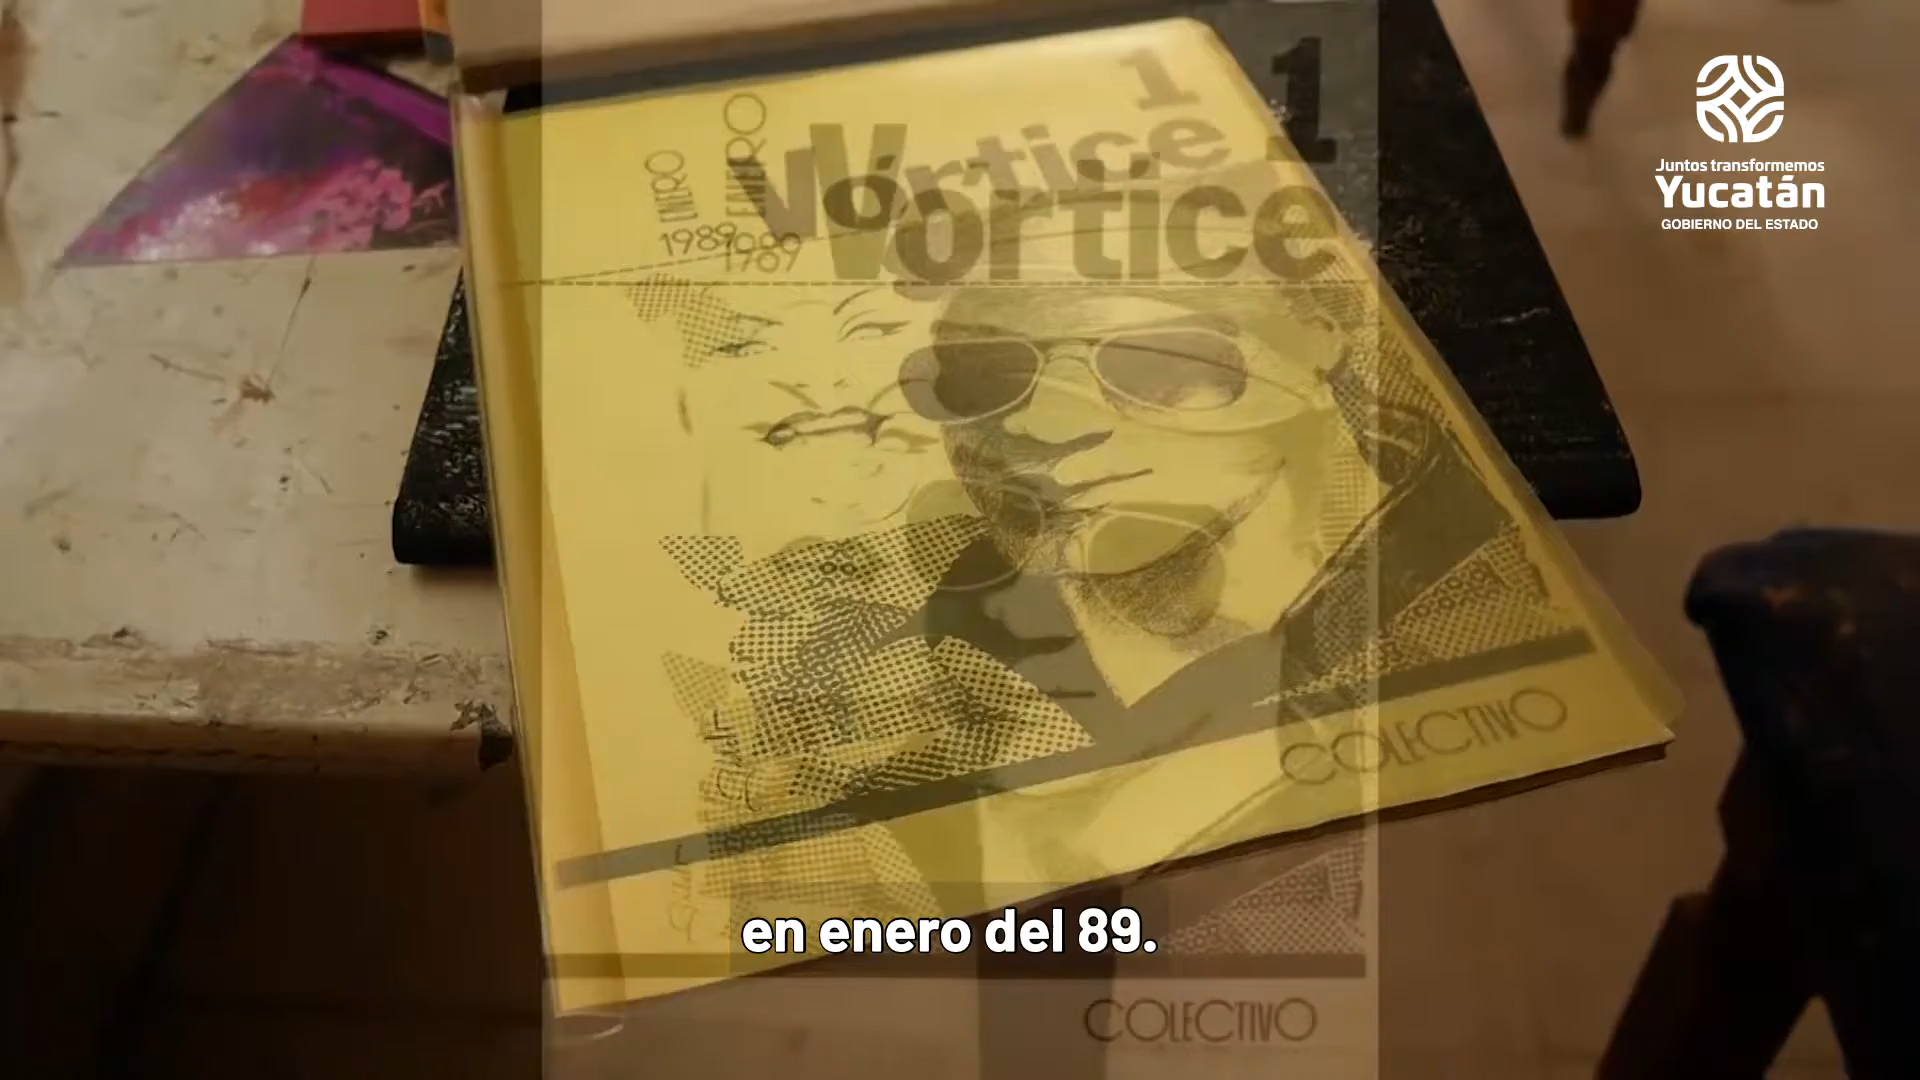 1
1
Vórtice
Vórtice
ENERO
1989
ENERO
1989
Juntos transformemos
Yucatán
GOBIERNO DEL ESTADO
COLECTIVO
en enero del 89.
COLECTIVO